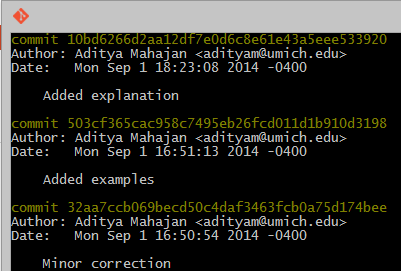 commit 10bd6266d2aa12df7e0d6c8e61e43a5eee533920
Author: Aditya Mahajan <adityam@umich.edu>
Date:   Mon Sep 1 18:23:08 2014 -0400
Added explanation
commit 503cf365cac958c7495eb26fcd011d1b910d3198
Author: Aditya Mahajan <adityam@umich.edu>
Date:   Mon Sep 1 16:51:13 2014 -0400
Added examples
commit 32aa7ccb069becd50c4daf3463fcb0a75d174bee
Author: Aditya Mahajan <adityam@umich.edu>
Date:   Mon Sep 1 16:50:54 2014 -0400
Minor correction